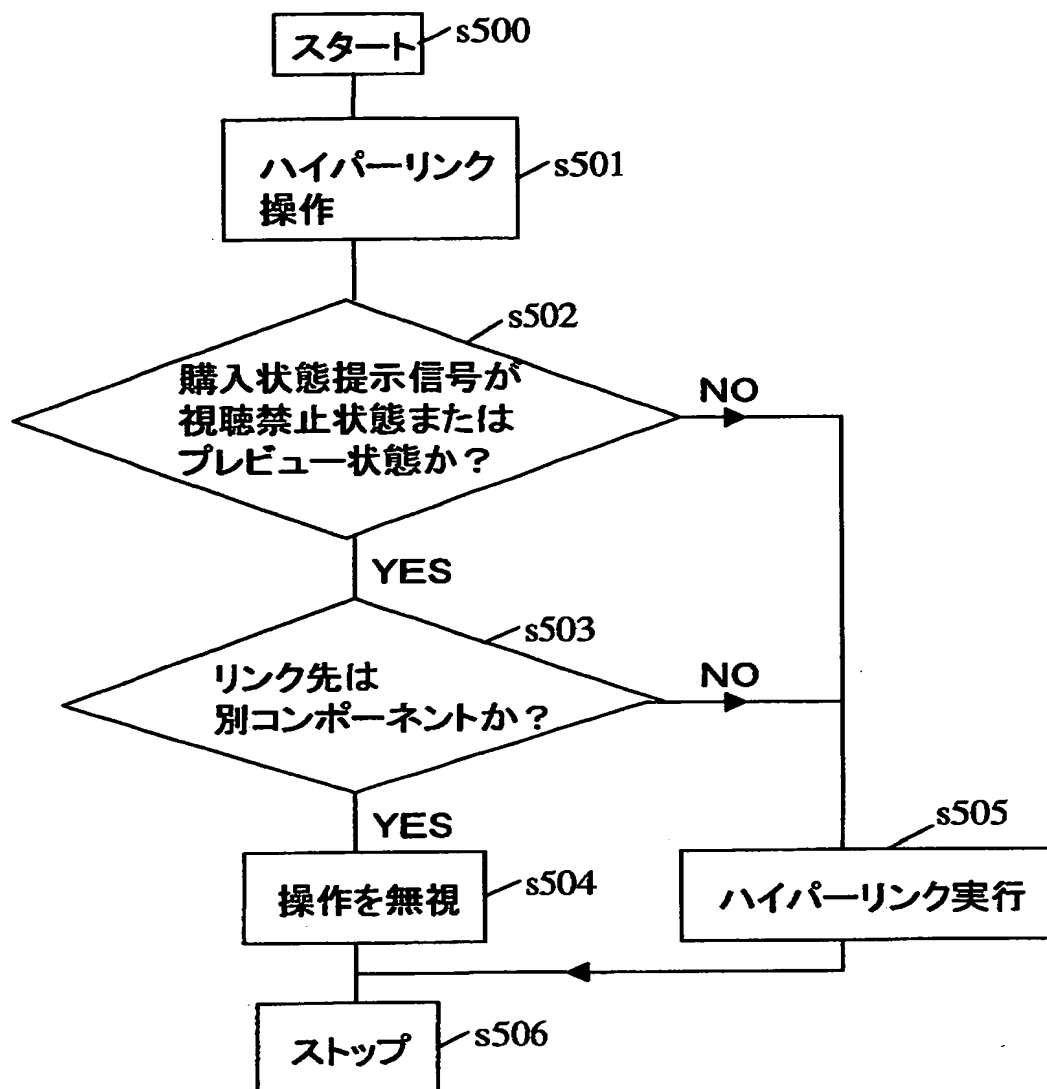 スタート
s500
ハイパーリンク
操作
s501
s502
購入状態提示信号が
視聴禁止状態または
プレビュー状態か？
NO
YES
s503
リンク先は
別コンポーネントか？
NO
YES
s505
操作を無視
s504
ハイパーリンク実行
ストップ
s506